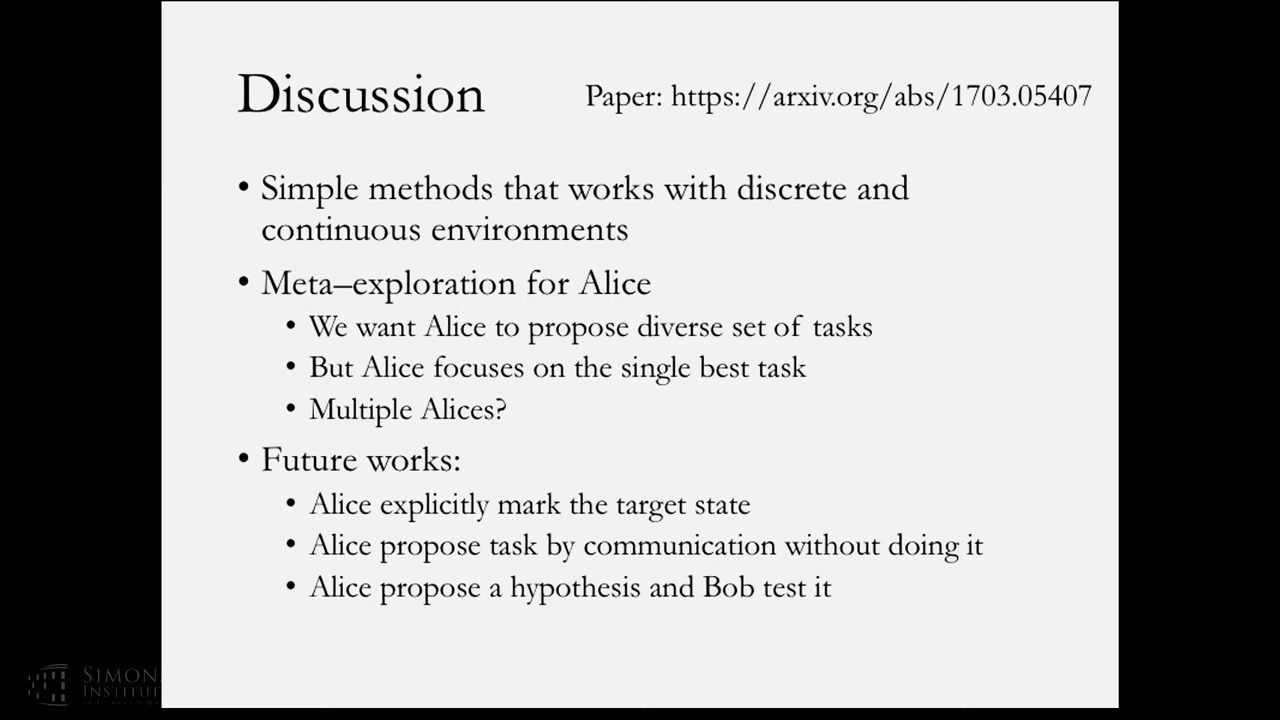 Discussion
Paper: https://arxiv.org/abs/1703.05407
• Simple methods that works with discrete and
continuous environments
• Meta–exploration for Alice
• We want Alice to propose diverse set of tasks
• But Alice focuses on the single best task
• Multiple Alices?
• Future works:
• Alice explicitly mark the target state
• Alice propose task by communication without doing it
• Alice propose a hypothesis and Bob test it
SIMONS
INSTITUT